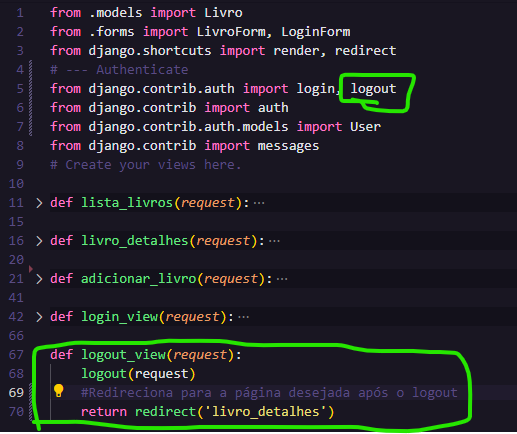 1 from .models import Livro
2 from .forms import LivroForm, LoginForm
3 from django.shortcuts import render, redirect
4 # --- Authenticate
5 from django.contrib.auth import login, logout
6 from django.contrib import auth
7 from django.contrib.auth.models import User
8 from django.contrib import messages
9 # Create your views here.
10
11 > def lista_livros(request):···
15
16 > def livro_detalhes(request):···
20
21 > def adicionar_livro(request):···
41
42 > def login_view(request):···
66
67 def logout_view(request):
68 logout(request)
69 #Redireciona para a página desejada após o logout
70 return redirect('livro_detalhes')